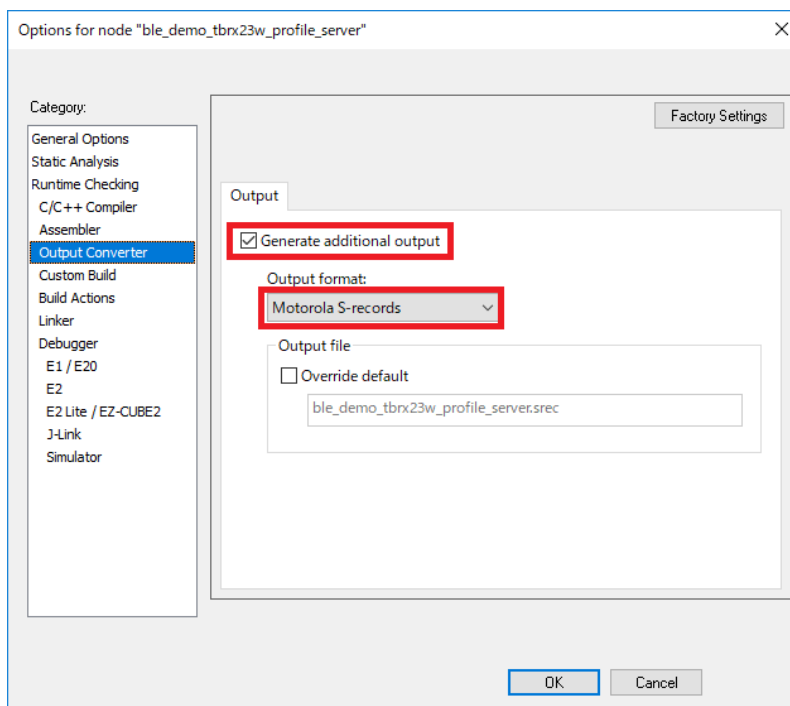 Options for node "ble_demo_tbrx23w_profile_server"
Category:
General Options
Static Analysis
Runtime Checking
C/C++ Compiler
Assembler
Output Converter
Custom Build
Build Actions
Linker
Debugger
E1 / E20
E2
E2 Lite / EZ-CUBE2
J-Link
Simulator
Factory Settings
Output
Generate additional output
Output format:
Motorola S-records
Output file
Override default
ble_demo_tbrx23w_profile_server.srec
OK
Cancel